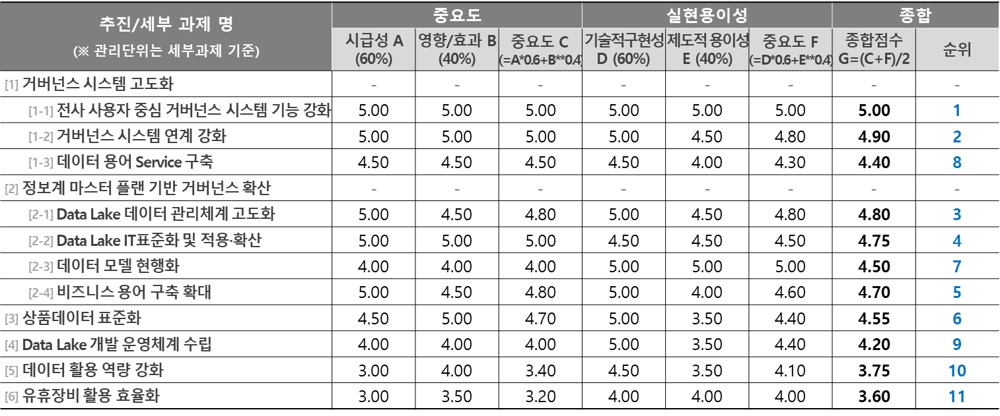 추진/세부 과제 명 중요도 실현용이성 종합
(※ 관리단위는 세부과제 기준) 시급성 A 영향/효과 B 중요도 C 기술적구현성 제도적 용이성 중요도 F 종합점수 순위
(60%) (40%) (=A*0.6+B**0.4) D (60%) E (40%) (=D*0.6+E**0.4) G=(C+F)/2
[1] 거버넌스 시스템 고도화 - - - - - - - -
[1-1] 전사 사용자 중심 거버넌스 시스템 기능 강화 5.00 5.00 5.00 5.00 5.00 5.00 5.00 1
[1-2] 거버넌스 시스템 연계 강화 5.00 5.00 5.00 5.00 4.50 4.80 4.90 2
[1-3] 데이터 용어 Service 구축 4.50 4.50 4.50 4.50 4.00 4.30 4.40 8
[2] 정보계 마스터 플랜 기반 거버넌스 확산 - - - - - - - -
[2-1] Data Lake 데이터 관리체계 고도화 5.00 4.50 4.80 5.00 4.50 4.80 4.80 3
[2-2] Data Lake IT표준화 및 적용·확산 5.00 5.00 5.00 4.50 4.50 4.50 4.75 4
[2-3] 데이터 모델 현행화 4.00 4.00 4.00 5.00 5.00 5.00 4.50 7
[2-4] 비즈니스 용어 구축 확대 5.00 4.50 4.80 5.00 4.00 4.60 4.70 5
[3] 상품데이터 표준화 4.50 5.00 4.70 5.00 3.50 4.40 4.55 6
[4] Data Lake 개발 운영체계 수립 4.00 4.00 4.00 5.00 3.50 4.40 4.20 9
[5] 데이터 활용 역량 강화 3.00 4.00 3.40 4.50 3.50 4.10 3.75 10
[6] 유휴장비 활용 효율화 3.00 3.50 3.20 4.00 4.00 4.00 3.60 11